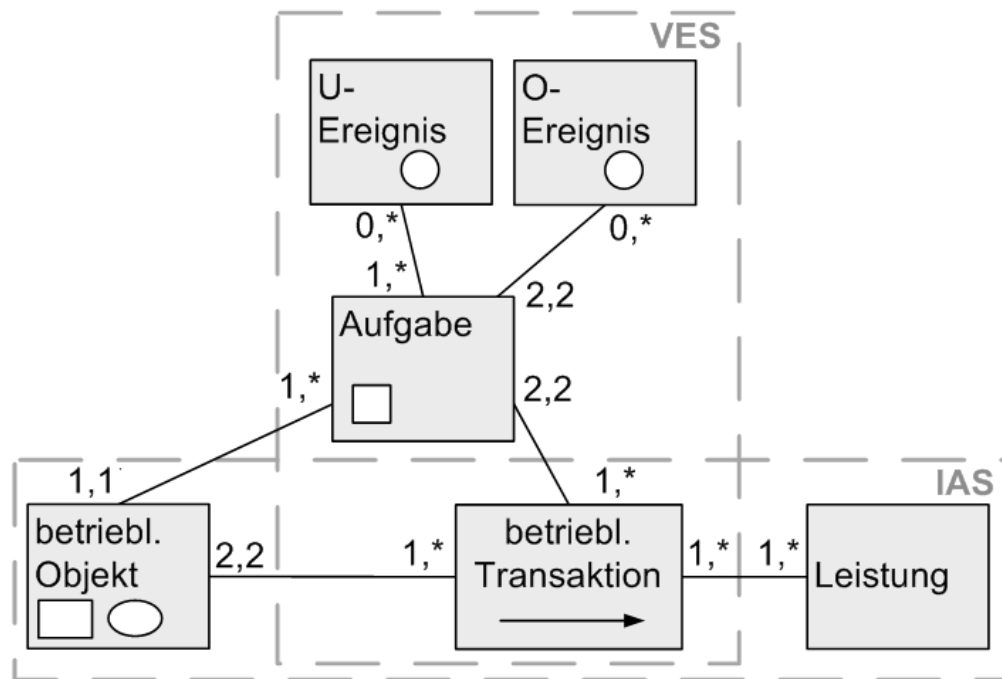 VES
U-
Ereignis
O-
Ereignis
0,*
0,*
1,*
2,2
Aufgabe
1,*
2,2
IAS
1,1
1,*
betriebl.
Objekt
2,2
1,*
betriebl.
Transaktion
1,*
1,*
Leistung